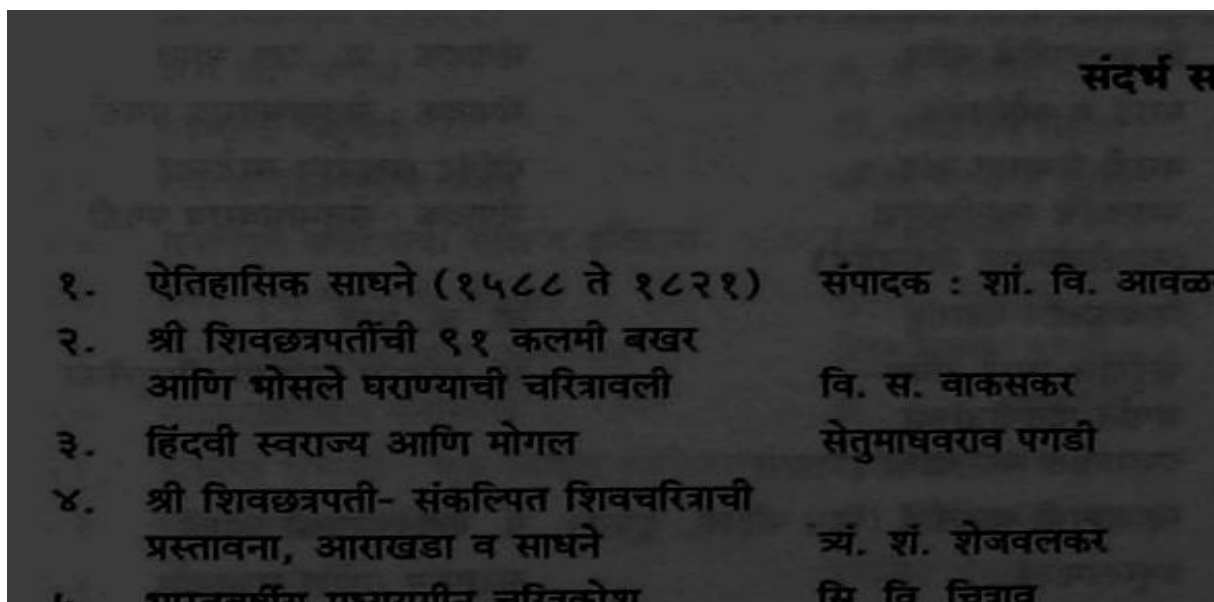 संदर्भ
१. ऐतिहासिक साधने (१५८८ ते १८२१) संपादक : शां. वि.
२. श्री शिवछत्रपतींची ९१ कलमी बखर
आणि भोसले घराण्याची चरित्रावली वि. स. वाकसकर
३. हिंदवी स्वराज्य आणि मोगल सेतुमाधवराव पगडी
४. श्री शिवछत्रपती- संकल्पित शिवचरित्राची
प्रस्तावना, आराखडा व साधने त्र्यं. शं. शेजवलकर